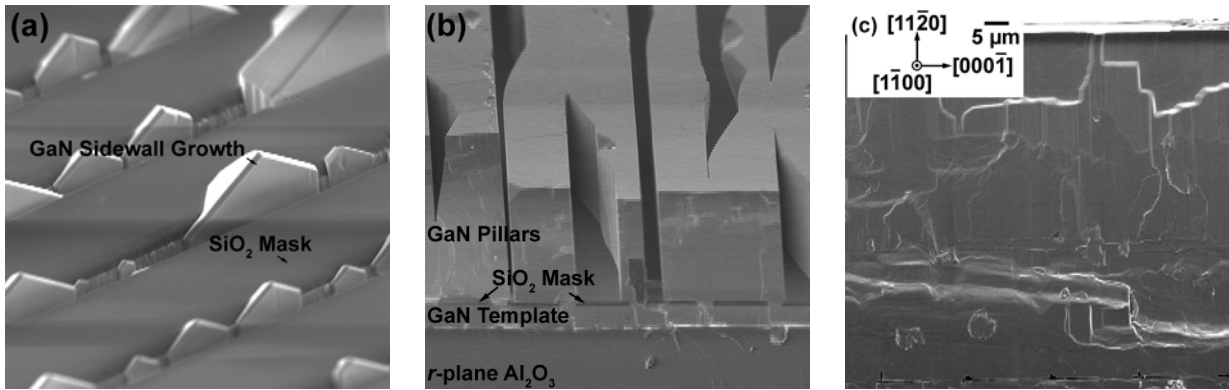 (a)
GaN Sidewall Growth
SiO₂ Mask
(b)
GaN Pillars
SiO₂ Mask
GaN Template
r-plane Al₂O₃
(c)
[112̄0]
5 μm
[0001̄]
[11̄00]